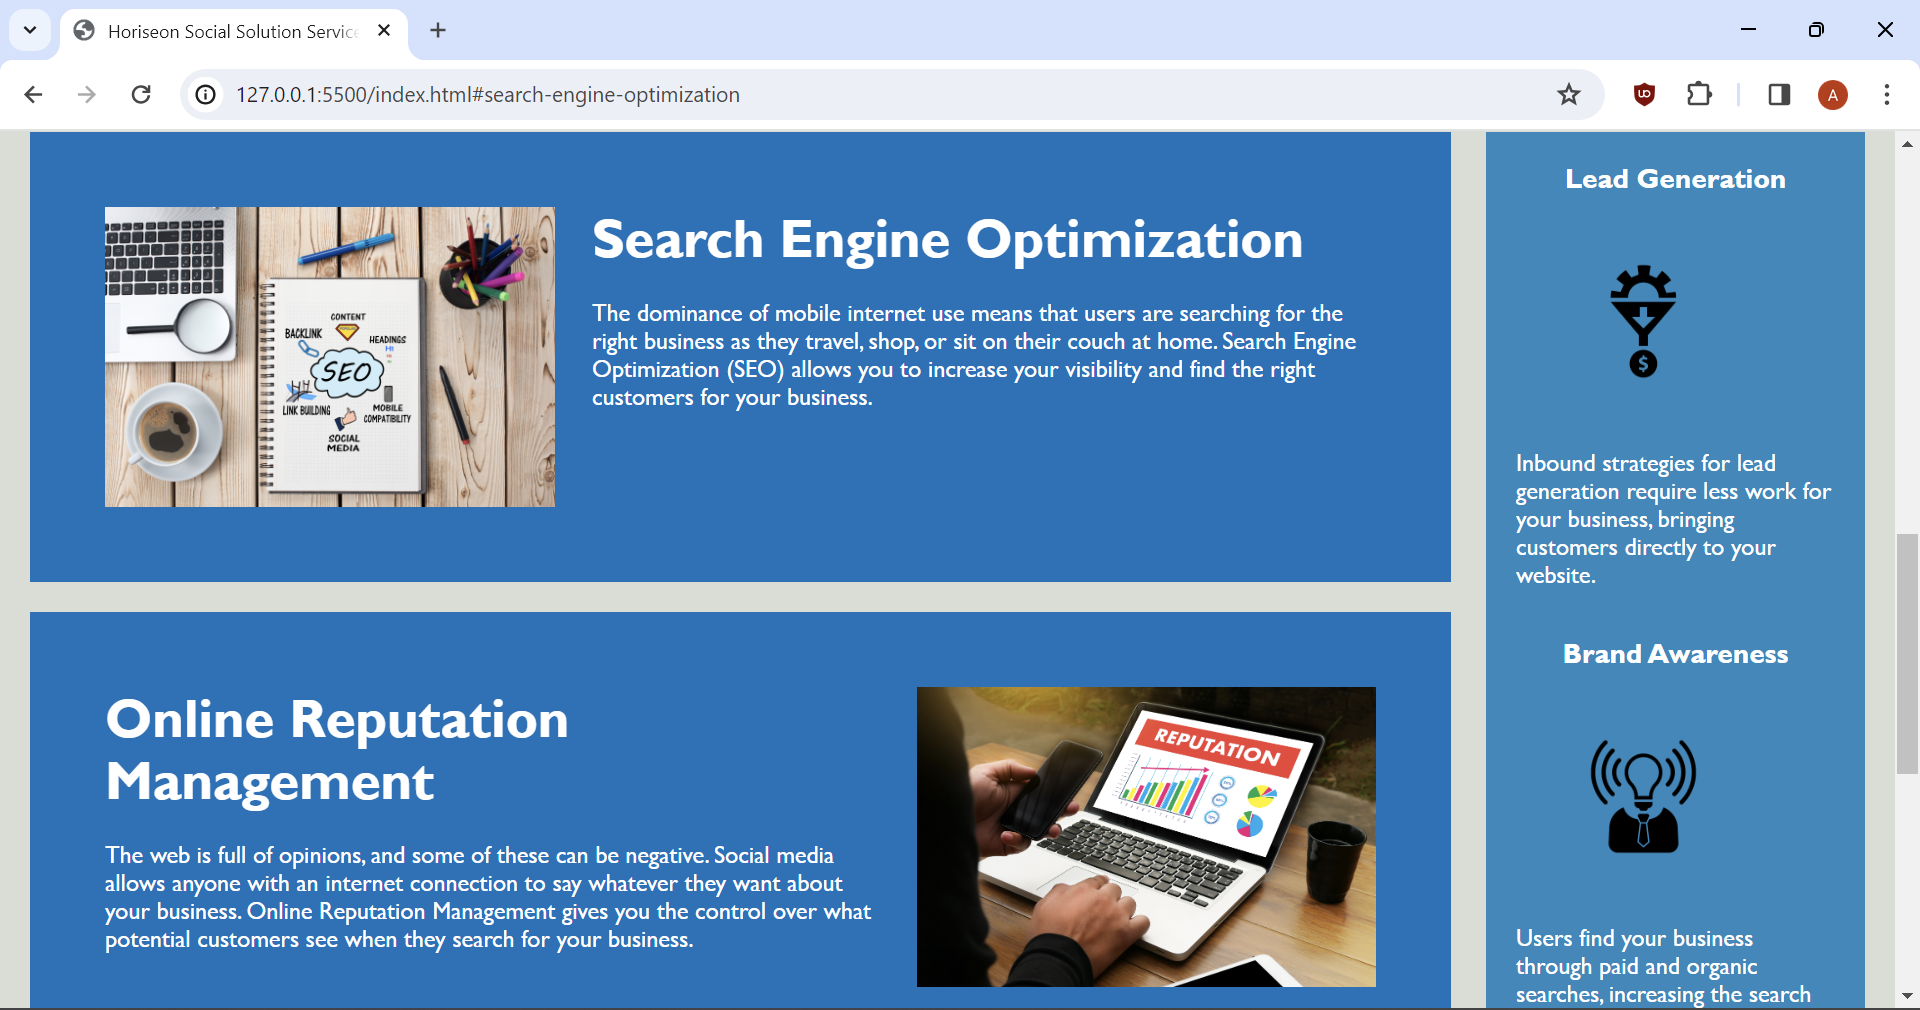 Horiseon Social Solution Servic
127.0.0.1:5500/index.html#search-engine-optimization
A
Search Engine Optimization
The dominance of mobile internet use means that users are searching for the
right business as they travel, shop, or sit on their couch at home. Search Engine
Optimization (SEO) allows you to increase your visibility and find the right
customers for your business.
CONTENT
BACKLINK
HEADINGS
H1
SEO
LINK BUILDING
MOBILE
COMPATIBILITY
SOCIAL
MEDIA
Online Reputation
Management
The web is full of opinions, and some of these can be negative. Social media
allows anyone with an internet connection to say whatever they want about
your business. Online Reputation Management gives you the control over what
potential customers see when they search for your business.
REPUTATION
Lead Generation
$
Inbound strategies for lead
generation require less work for
your business, bringing
customers directly to your
website.
Brand Awareness
Users find your business
through paid and organic
searches, increasing the search